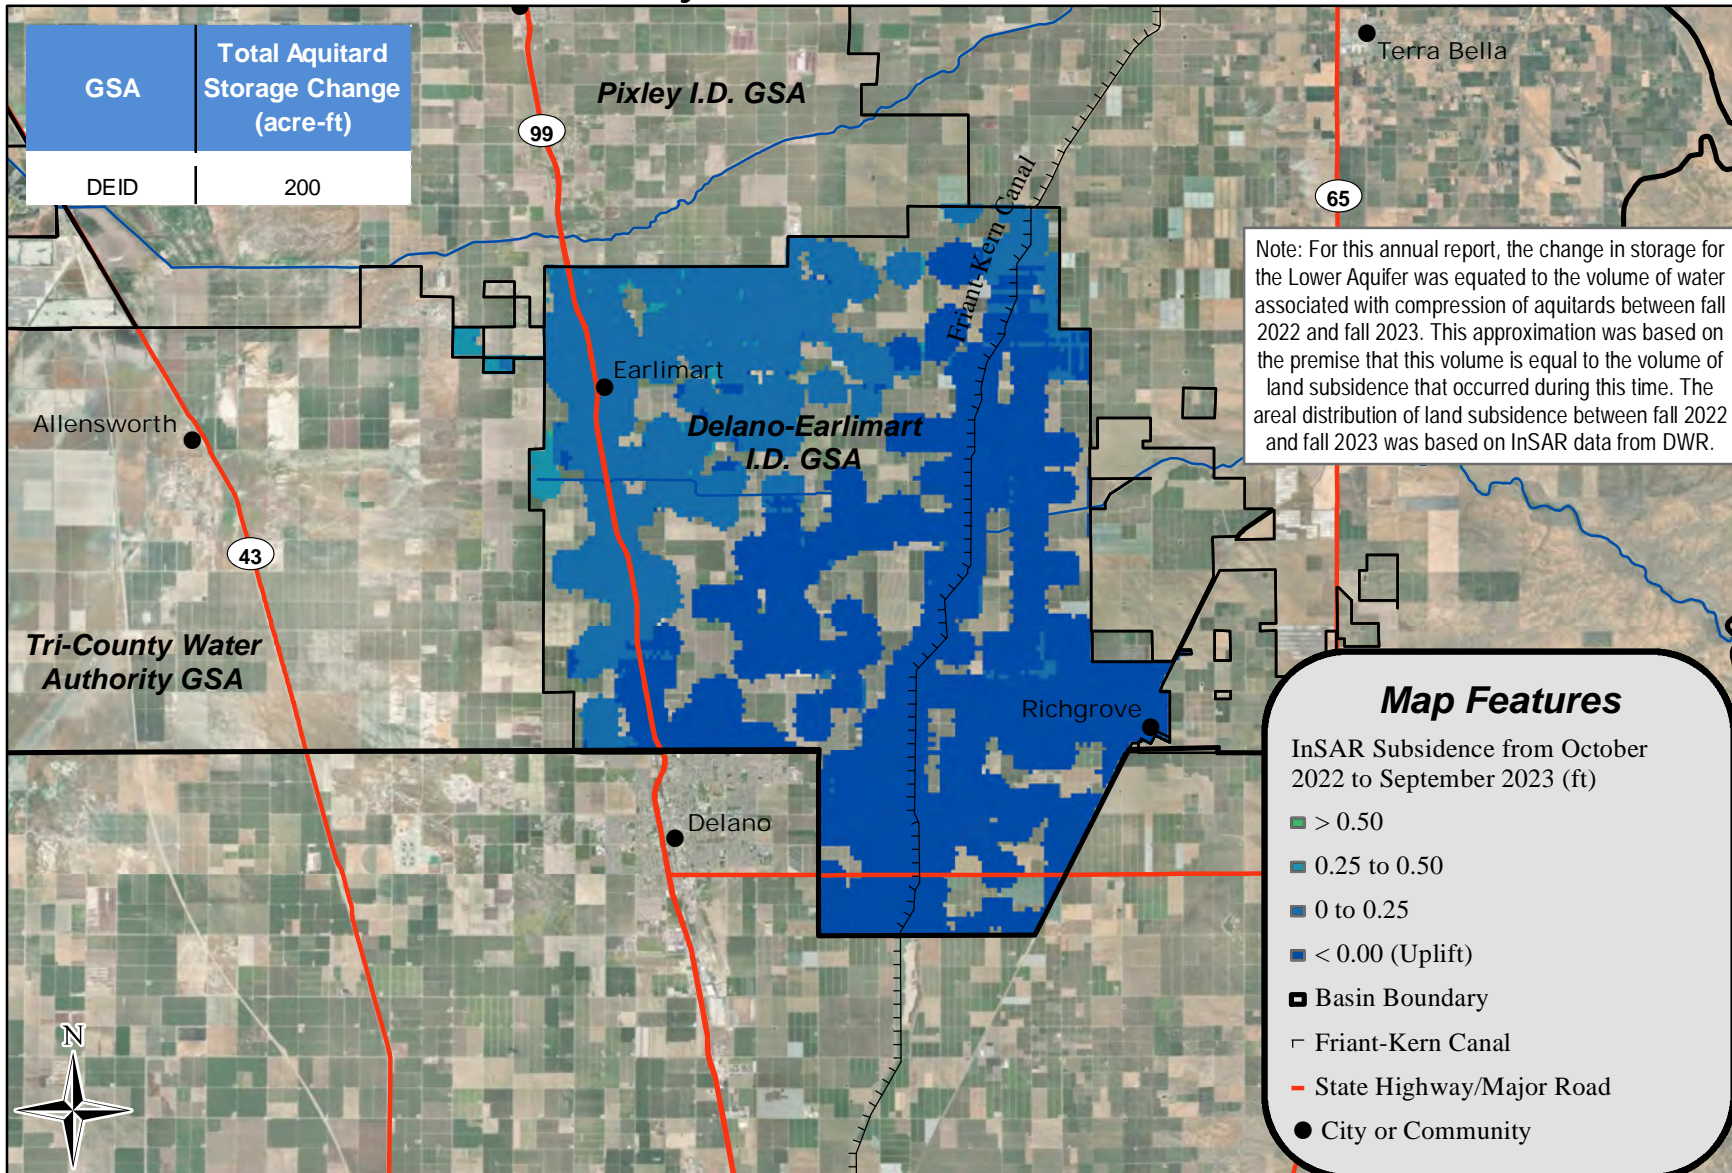 GSA
Total Aquitard
Storage Change
(acre-ft)
DEID
200
Pixley I.D. GSA
99
Terra Bella
65
Friant-Kern Canal
Note: For this annual report, the change in storage for
the Lower Aquifer was equated to the volume of water
associated with compression of aquitards between fall
2022 and fall 2023. This approximation was based on
the premise that this volume is equal to the volume of
land subsidence that occurred during this time. The
areal distribution of land subsidence between fall 2022
and fall 2023 was based on InSAR data from DWR.
Earlimart
Allensworth
Delano-Earlimart
I.D. GSA
43
Tri-County Water
Authority GSA
Richgrove
Delano
Map Features
InSAR Subsidence from October
2022 to September 2023 (ft)
> 0.50
0.25 to 0.50
0 to 0.25
< 0.00 (Uplift)
Basin Boundary
Friant-Kern Canal
State Highway/Major Road
City or Community
N